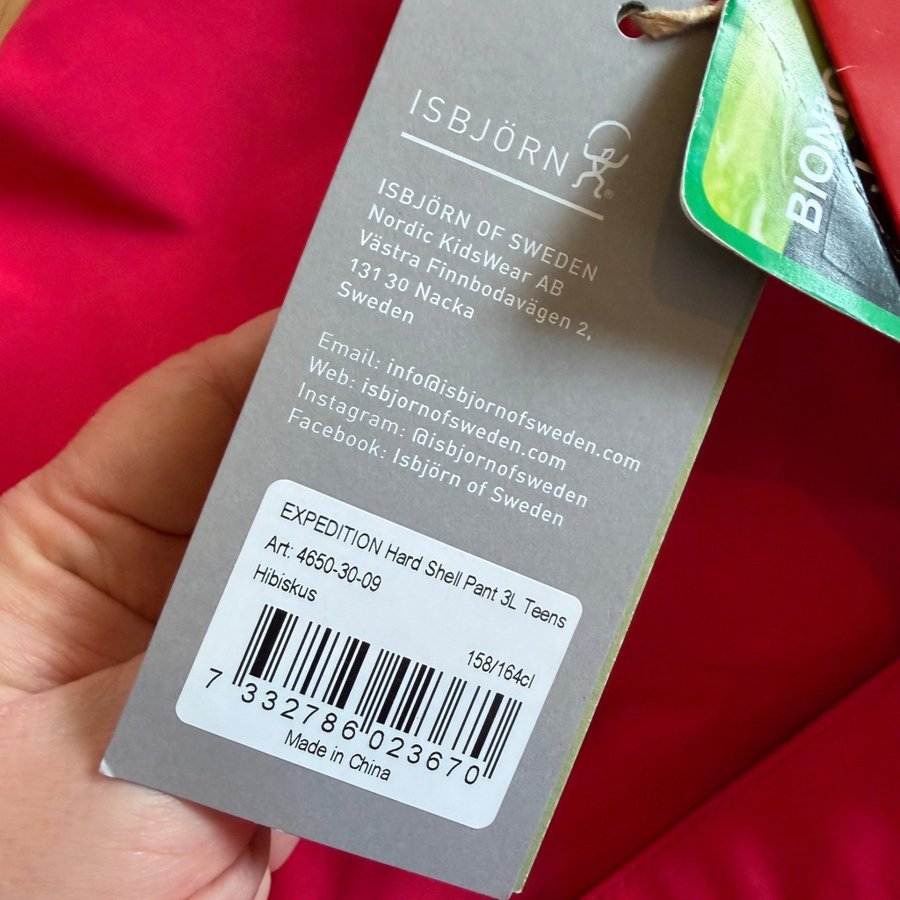 ISBJÖRN
ISBJÖRN OF SWEDEN
Nordic KidsWear AB
Västra Finnbodavägen 2,
131 30 Nacka
Sweden
Email: info@isbjornofsweden.com
Web: isbjornofsweden.com
Instagram: @isbjornofsweden
Facebook: Isbjörn of Sweden
EXPEDITION Hard Shell Pant 3L Teens
Art: 4650-30-09
Hibiskus
158/164cl
7 332786 023670
Made in China